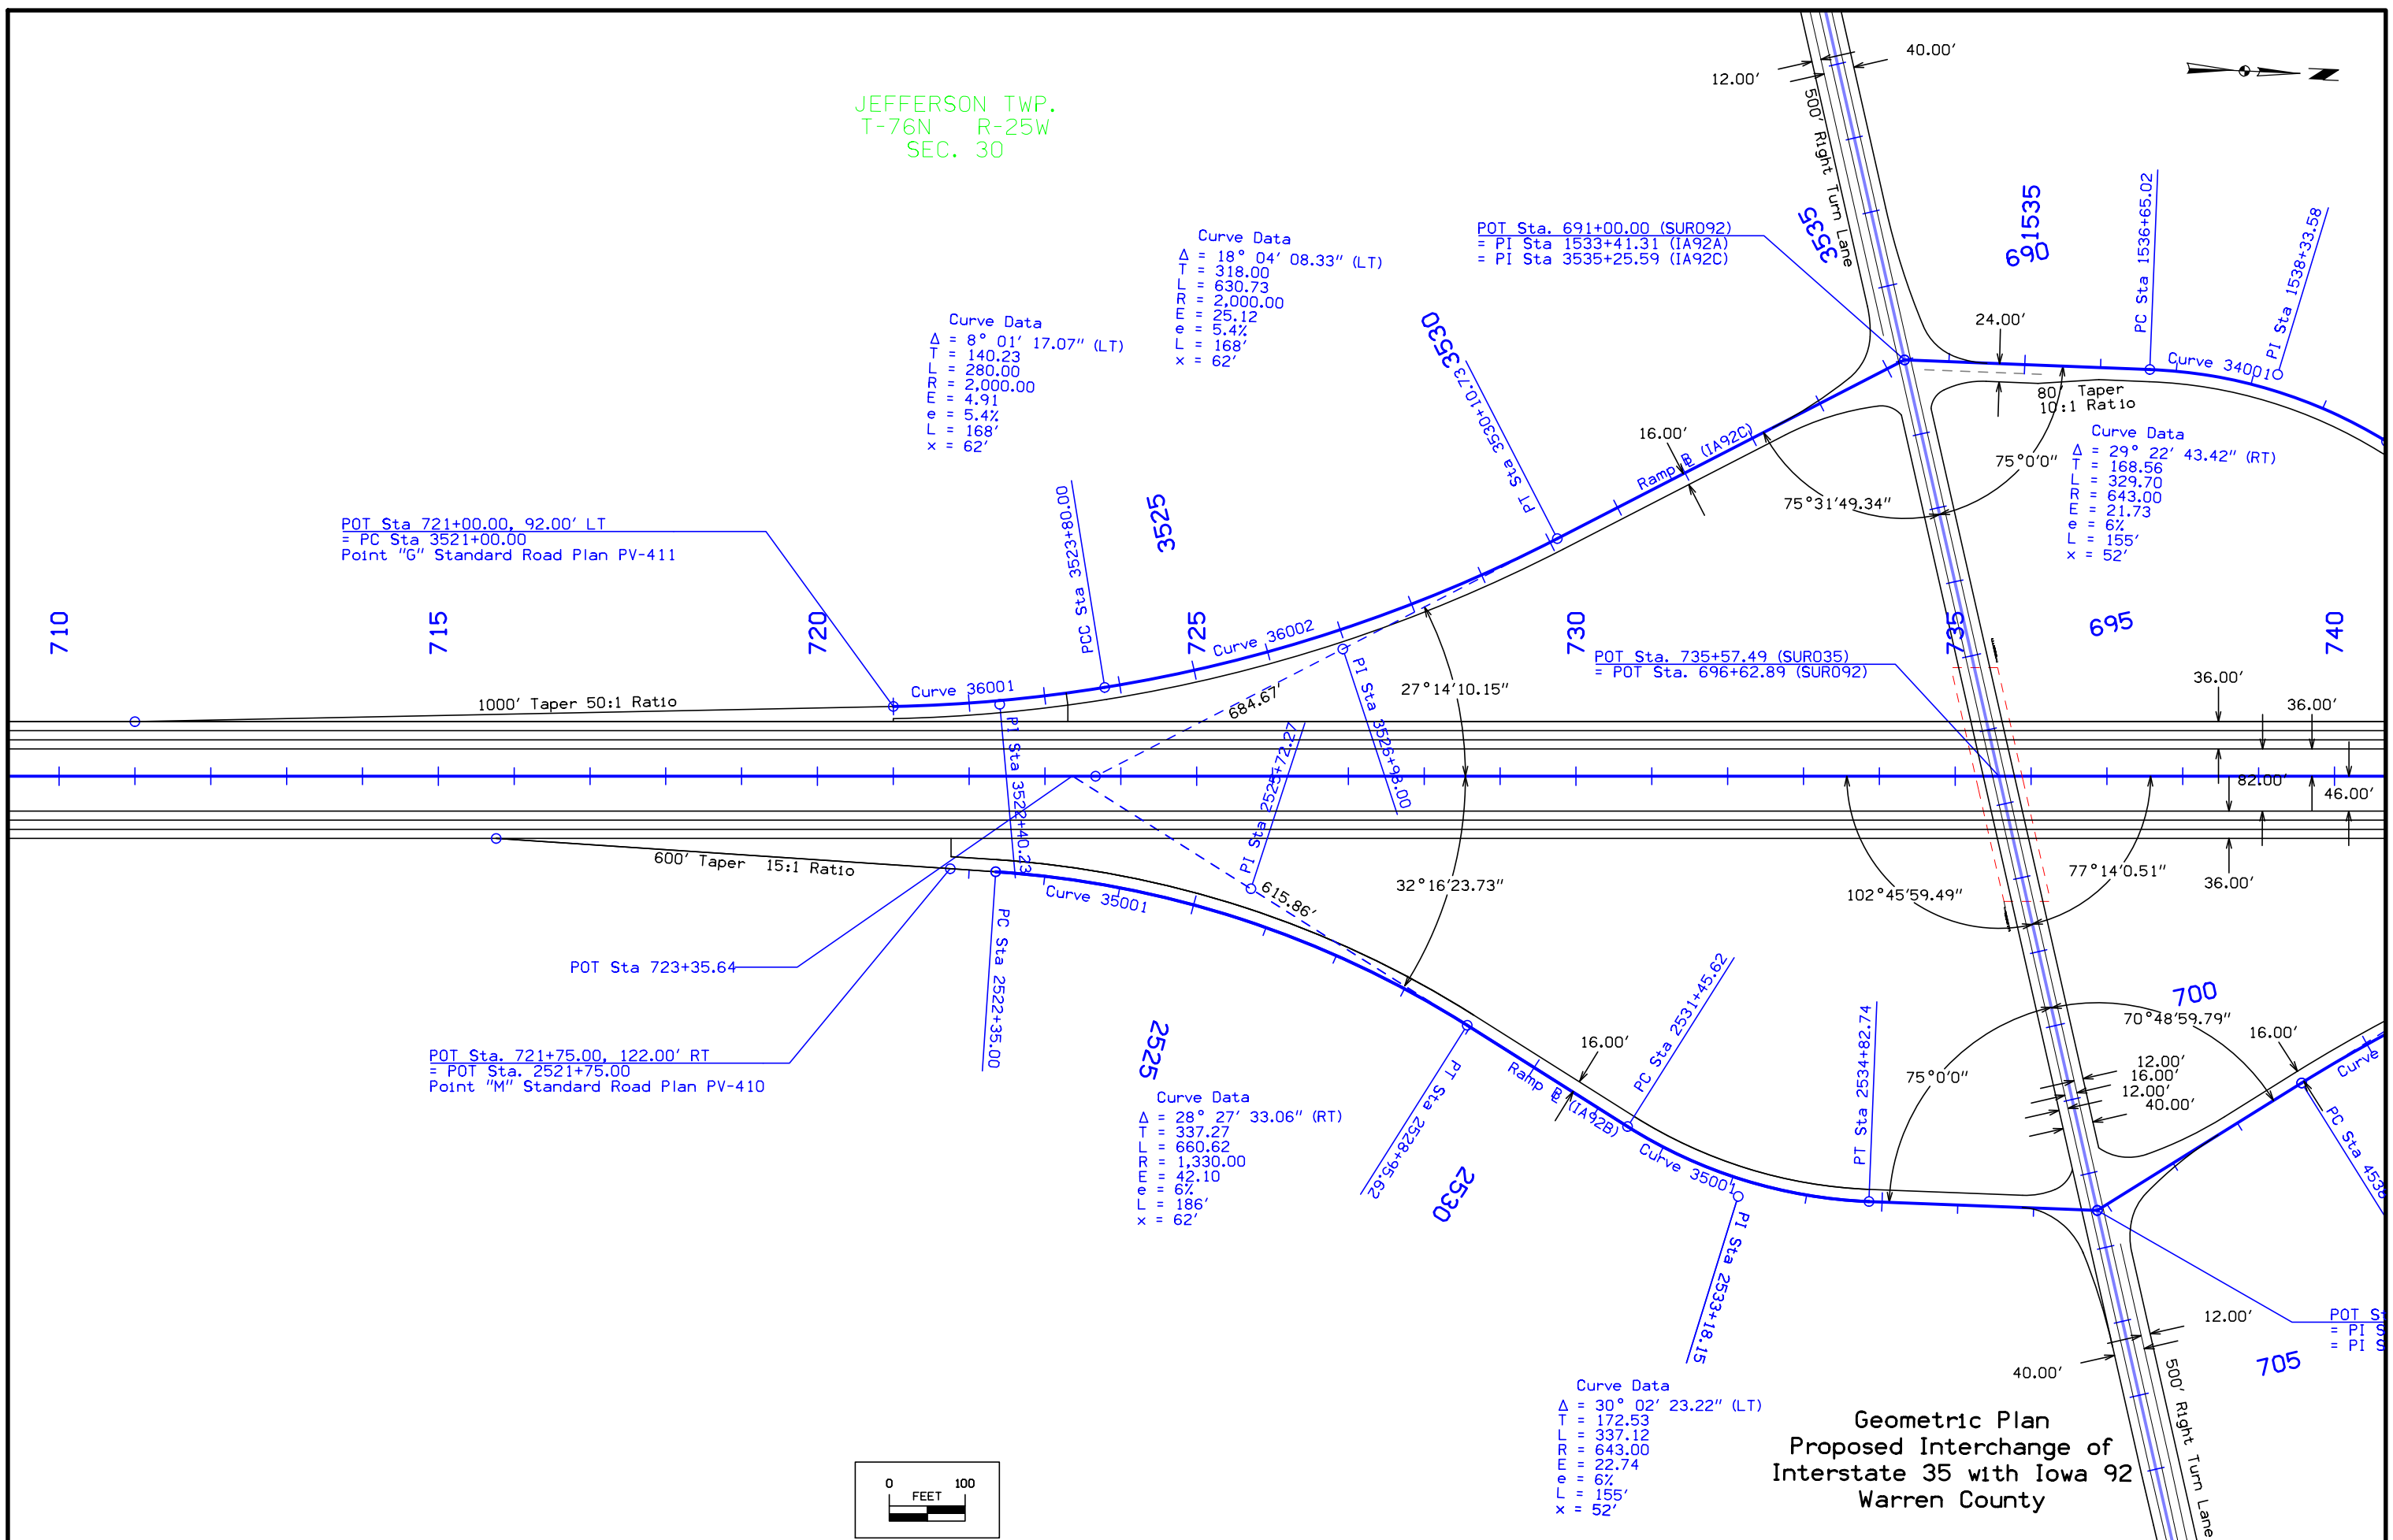 JEFFERSON TWP.
T-76N R-25W
SEC. 30
12.00'
40.00'
500' Right Turn Lane
3535
POT Sta. 691+00.00 (SUR092)
= PI Sta 1533+41.31 (IA92A)
= PI Sta 3535+25.59 (IA92C)
1535
690
PC Sta 1536+65.02
PI Sta 1538+33.58
24.00'
Curve 34001
80' Taper
10:1 Ratio
Curve Data
Δ = 29° 22' 43.42" (RT)
T = 168.56
L = 329.70
R = 643.00
E = 21.73
e = 6%
L = 155'
x = 52'
75°0'0"
75°31'49.34"
Curve Data
Δ = 18° 04' 08.33" (LT)
T = 318.00
L = 630.73
R = 2,000.00
E = 25.12
e = 5.4%
L = 168'
x = 62'
Curve Data
Δ = 8° 01' 17.07" (LT)
T = 140.23
L = 280.00
R = 2,000.00
E = 4.91
e = 5.4%
L = 168'
x = 62'
3530
PT Sta 3530+10.73
16.00'
Ramp B℄ (IA92C)
POT Sta 721+00.00, 92.00' LT
= PC Sta 3521+00.00
Point "G" Standard Road Plan PV-411
PCC Sta 3523+80.00
3525
710
715
720
725
730
735
740
695
Curve 36001
Curve 36002
1000' Taper 50:1 Ratio
684.67'
PI Sta 3522+40.23
PI Sta 3526+98.00
PI Sta 2525+72.27
27°14'10.15"
POT Sta. 735+57.49 (SUR035)
= POT Sta. 696+62.89 (SUR092)
36.00'
36.00'
82.00'
46.00'
36.00'
600' Taper 15:1 Ratio
Curve 35001
615.86'
32°16'23.73"
102°45'59.49"
77°14'0.51"
POT Sta 723+35.64
PC Sta 2522+35.00
POT Sta. 721+75.00, 122.00' RT
= POT Sta. 2521+75.00
Point "M" Standard Road Plan PV-410
2525
Curve Data
Δ = 28° 27' 33.06" (RT)
T = 337.27
L = 660.62
R = 1,330.00
E = 42.10
e = 6%
L = 186'
x = 62'
PT Sta 2528+95.62
2530
Ramp B℄ (IA92B)
16.00'
PC Sta 2531+45.62
Curve 35001
PI Sta 2533+18.15
PT Sta 2534+82.74
75°0'0"
700
70°48'59.79"
16.00'
12.00'
16.00'
12.00'
40.00'
Curve
PC Sta 4538
POT S
= PI S
= PI S
12.00'
40.00'
705
500' Right Turn Lane
Curve Data
Δ = 30° 02' 23.22" (LT)
T = 172.53
L = 337.12
R = 643.00
E = 22.74
e = 6%
L = 155'
x = 52'
Geometric Plan
Proposed Interchange of
Interstate 35 with Iowa 92
Warren County
0 100
FEET